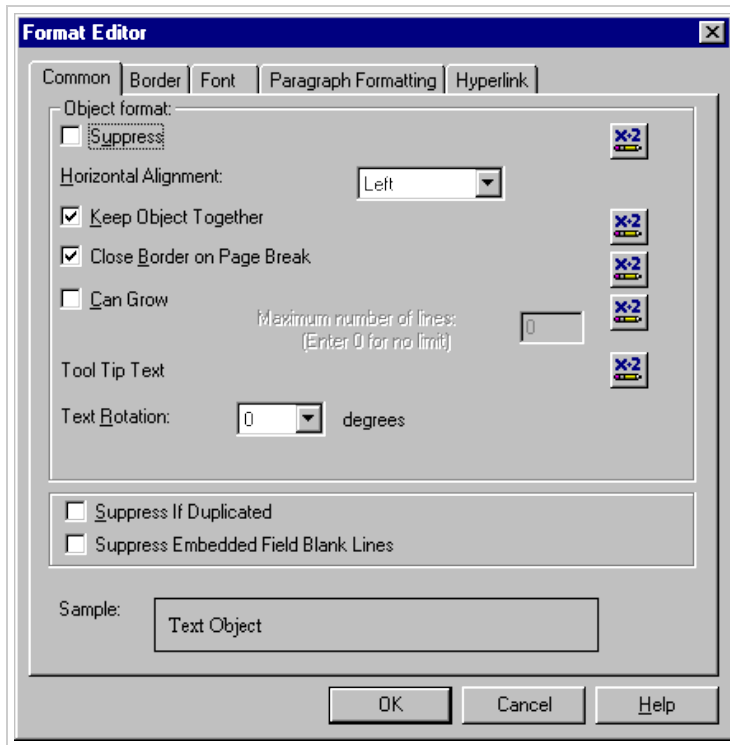 Format Editor
Common Border Font Paragraph Formatting Hyperlink
Object format:
Suppress X+2
Horizontal Alignment: Left
Keep Object Together X+2
Close Border on Page Break X+2
Can Grow X+2
Maximum number of lines: 0
(Enter 0 for no limit)
Tool Tip Text X+2
Text Rotation: 0 degrees
Suppress If Duplicated
Suppress Embedded Field Blank Lines
Sample: Text Object
OK Cancel Help